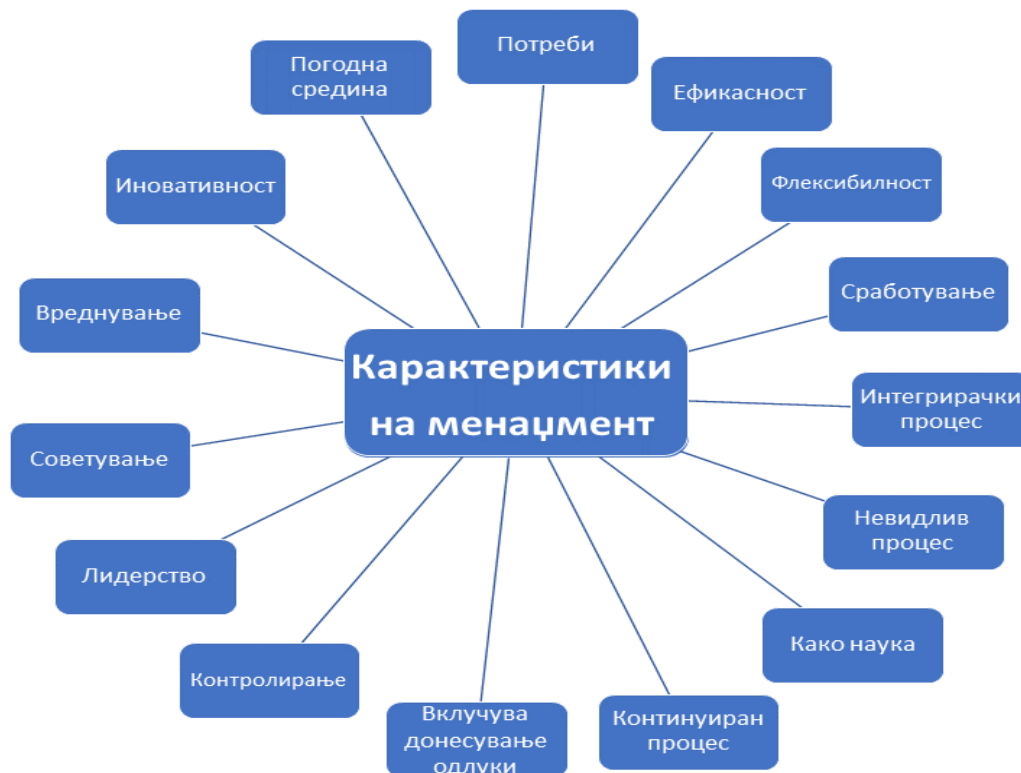 Карактеристики
на менаџмент
Потреби
Ефикасност
Флексибилност
Сработување
Интегрирачки
процес
Невидлив
процес
Како наука
Континуиран
процес
Вклучува
донесување
одлуки
Контролирање
Лидерство
Советување
Вреднување
Иновативност
Погодна
средина